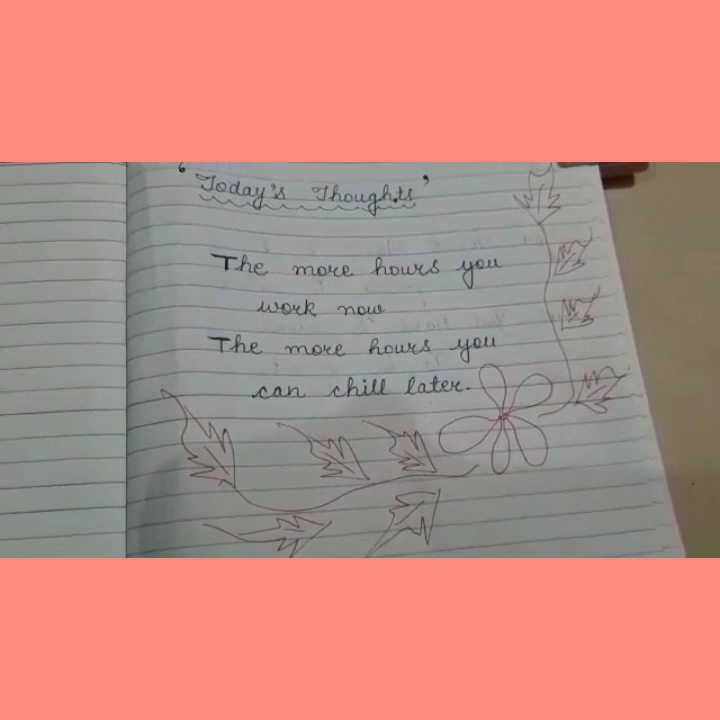 'Today's Thoughts'
The more hours you
work now
The more hours you
can chill later.